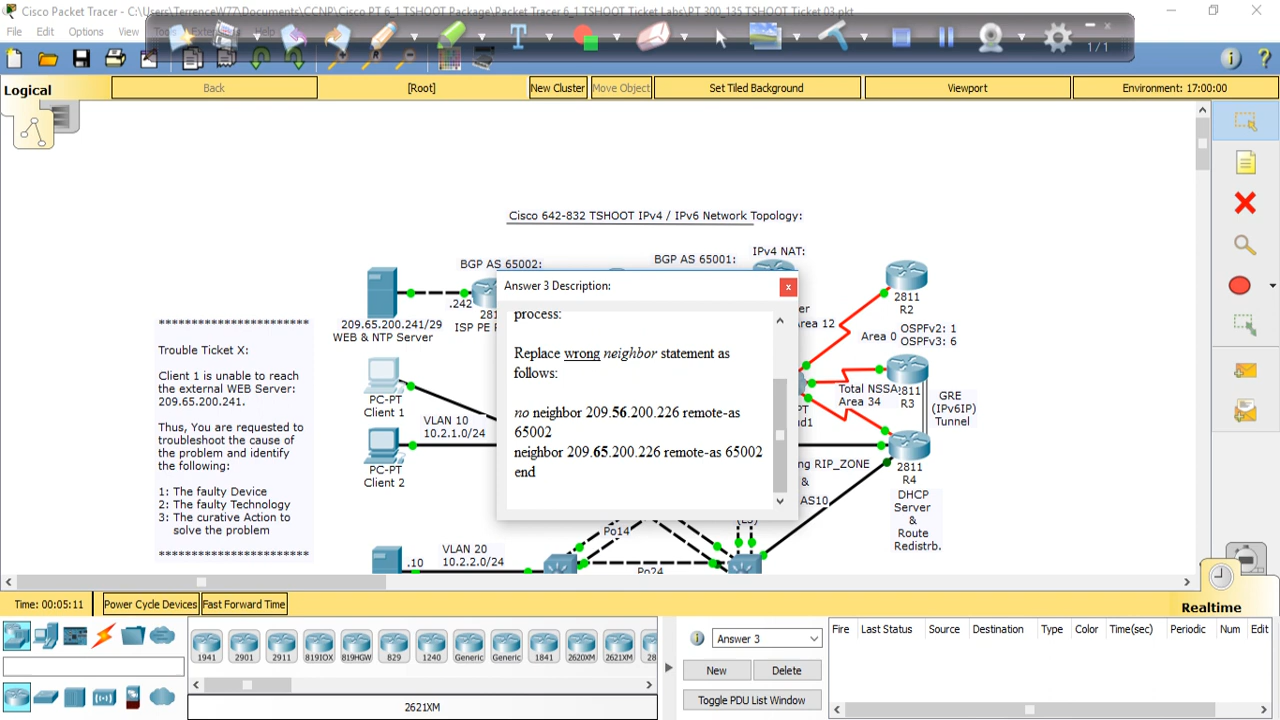 Cisco Packet Tracer - C:\Users\TerrenceW77\Documents\CCNP\Cisco PT 6_1 TSHOOT Package\Packet Tracer 6_1 TSHOOT Ticket Labs\PT 300_135 TSHOOT Ticket 03.pkt
File Edit Options View Tools Extensions Help
1/1
Logical
Back
[Root]
New Cluster
Move Object
Set Tiled Background
Viewport
Environment: 17:00:00
Cisco 642-832 TSHOOT IPv4 / IPv6 Network Topology:
BGP AS 65002:
BGP AS 65001:
IPv4 NAT:
.242
ISP PE
209.65.200.241/29
WEB & NTP Server
2811
R2
Area 12
Area 0
OSPFv2: 1
OSPFv3: 6
**********************
Trouble Ticket X:
Client 1 is unable to
reach the external WEB Server:
209.65.200.241.
Thus, You are requested to
troubleshoot the cause of
the problem and identify
the following:
1: The faulty Device
2: The faulty Technology
3: The curative Action to
solve the problem
**********************
PC-PT
Client 1
VLAN 10
10.2.1.0/24
PC-PT
Client 2
Total NSSA
Area 34
2811
R3
GRE
(IPv6IP)
Tunnel
RIP_ZONE
&
AS10
2811
R4
DHCP
Server
&
Route
Redistrb.
Answer 3 Description:
x
process:
Replace wrong neighbor statement as
follows:
no neighbor 209.56.200.226 remote-as
65002
neighbor 209.65.200.226 remote-as 65002
end
Po14
(L3)
VLAN 20
10.2.2.0/24
.10
Po24
Time: 00:05:11
Power Cycle Devices
Fast Forward Time
Realtime
1941
2901
2911
819IOX
819HGW
829
1240
Generic
Generic
1841
2620XM
2621XM
28
2621XM
Answer 3
New
Delete
Toggle PDU List Window
Fire Last Status Source Destination Type Color Time(sec) Periodic Num Edit